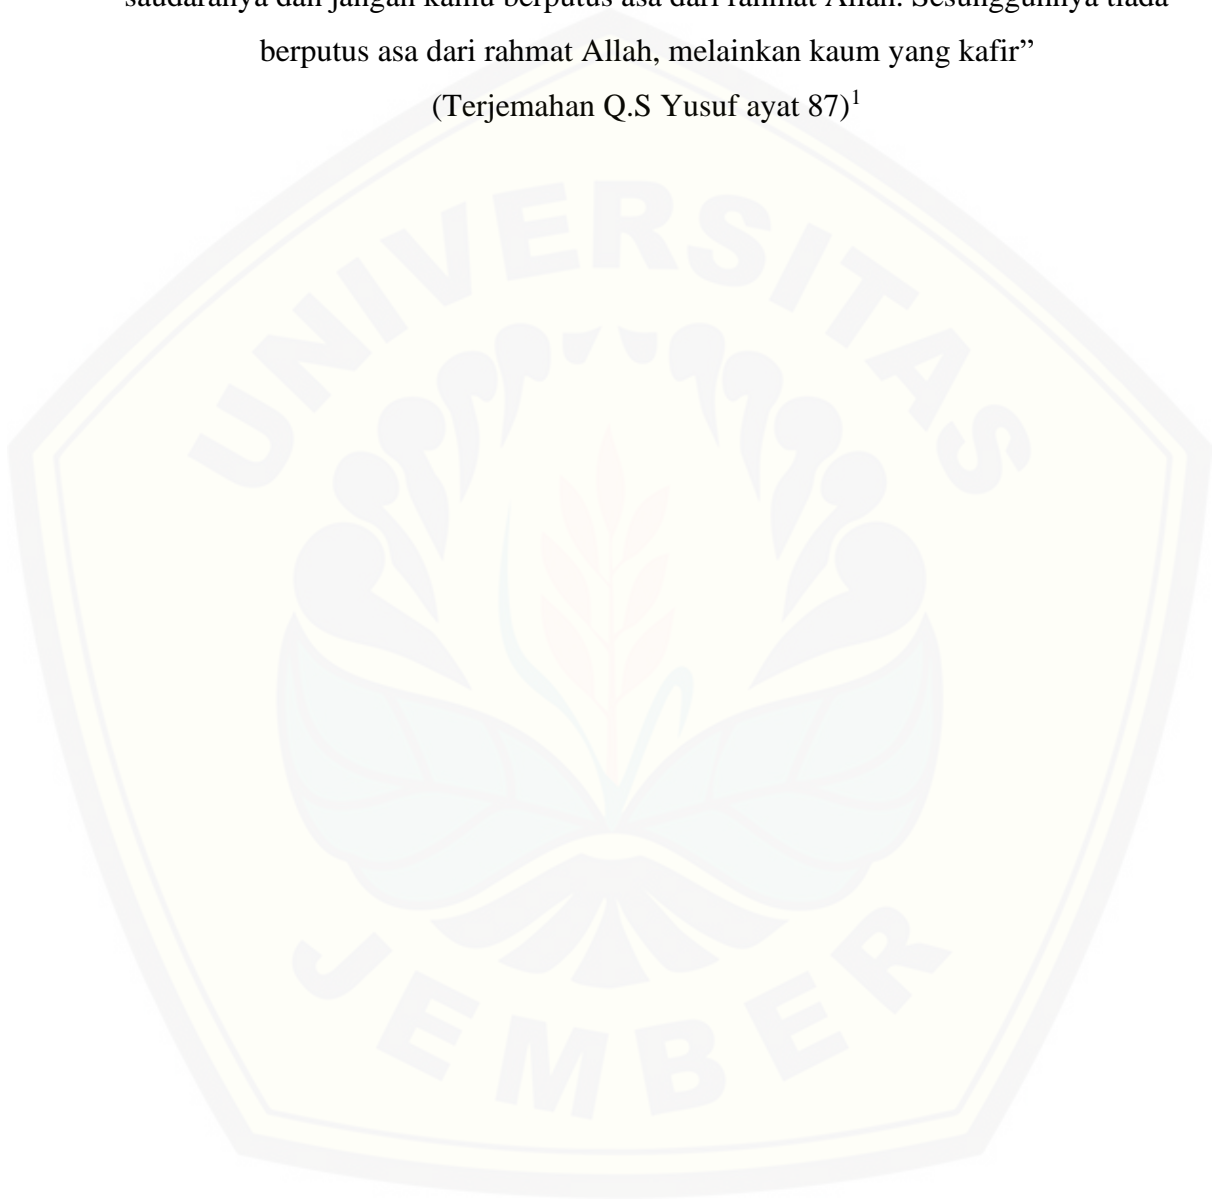 saudaranya dan jangan kamu berputus asa dari rahmat Allah. Sesungguhnya tiada
berputus asa dari rahmat Allah, melainkan kaum yang kafir”
(Terjemahan Q.S Yusuf ayat 87)¹
UNIVERSITAS
JEMBER